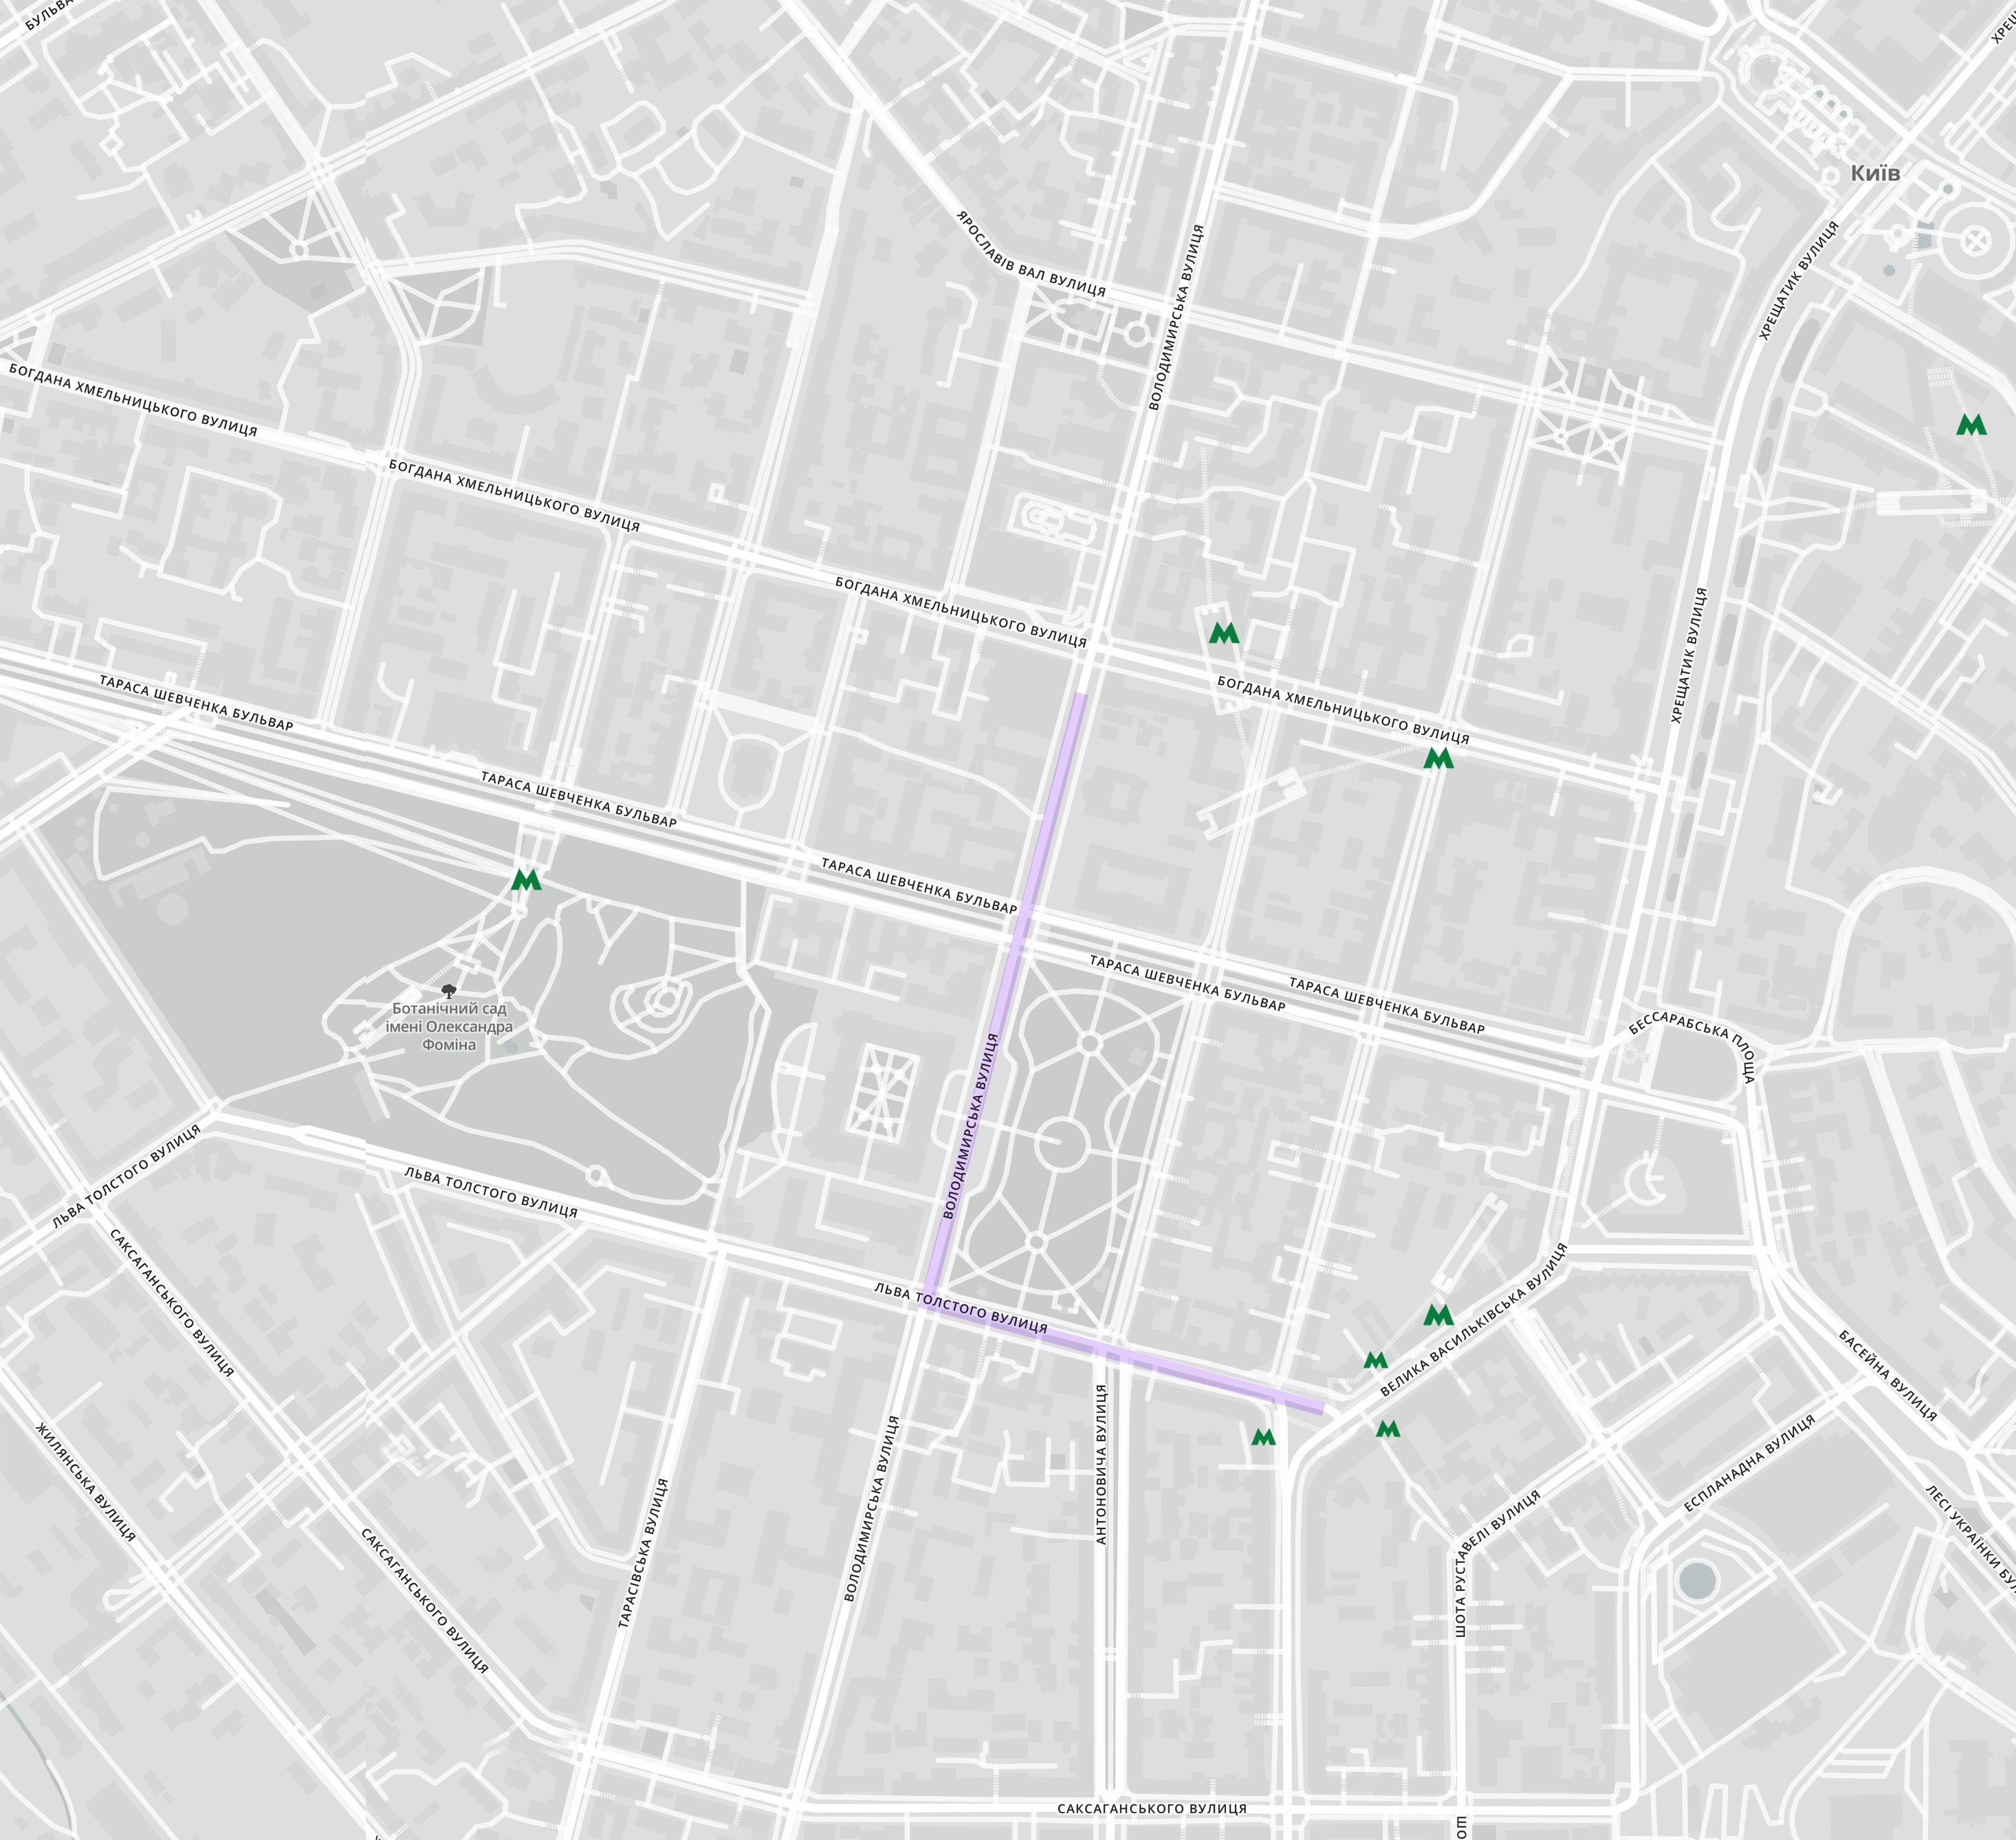 БУЛЬВА
ХРЕЩ
Київ
ЯРОСЛАВІВ ВАЛ ВУЛИЦЯ
ВОЛОДИМИРСЬКА ВУЛИЦЯ
ХРЕЩАТИК ВУЛИЦЯ
БОГДАНА ХМЕЛЬНИЦЬКОГО ВУЛИЦЯ
БОГДАНА ХМЕЛЬНИЦЬКОГО ВУЛИЦЯ
БОГДАНА ХМЕЛЬНИЦЬКОГО ВУЛИЦЯ
БОГДАНА ХМЕЛЬНИЦЬКОГО ВУЛИЦЯ
ХРЕЩАТИК ВУЛИЦЯ
ТАРАСА ШЕВЧЕНКА БУЛЬВАР
ТАРАСА ШЕВЧЕНКА БУЛЬВАР
ТАРАСА ШЕВЧЕНКА БУЛЬВАР
ТАРАСА ШЕВЧЕНКА БУЛЬВАР
ТАРАСА ШЕВЧЕНКА БУЛЬВАР
БЕССАРАБСЬКА ПЛОЩА
Ботанічний сад
імені Олександра
Фоміна
ВОЛОДИМИРСЬКА ВУЛИЦЯ
ЛЬВА ТОЛСТОГО ВУЛИЦЯ
ЛЬВА ТОЛСТОГО ВУЛИЦЯ
ЛЬВА ТОЛСТОГО ВУЛИЦЯ
САКСАГАНСЬКОГО ВУЛИЦЯ
ВЕЛИКА ВАСИЛЬКІВСЬКА ВУЛИЦЯ
БАСЕЙНА ВУЛИЦЯ
ЖИЛЯНСЬКА ВУЛИЦЯ
АНТОНОВИЧА ВУЛИЦЯ
ВОЛОДИМИРСЬКА ВУЛИЦЯ
ТАРАСІВСЬКА ВУЛИЦЯ
ЕСПЛАНАДНА ВУЛИЦЯ
ЛЕСІ УКРАЇНКИ БУ
ШОТА РУСТАВЕЛІ ВУЛИЦЯ
САКСАГАНСЬКОГО ВУЛИЦЯ
САКСАГАНСЬКОГО ВУЛИЦЯ